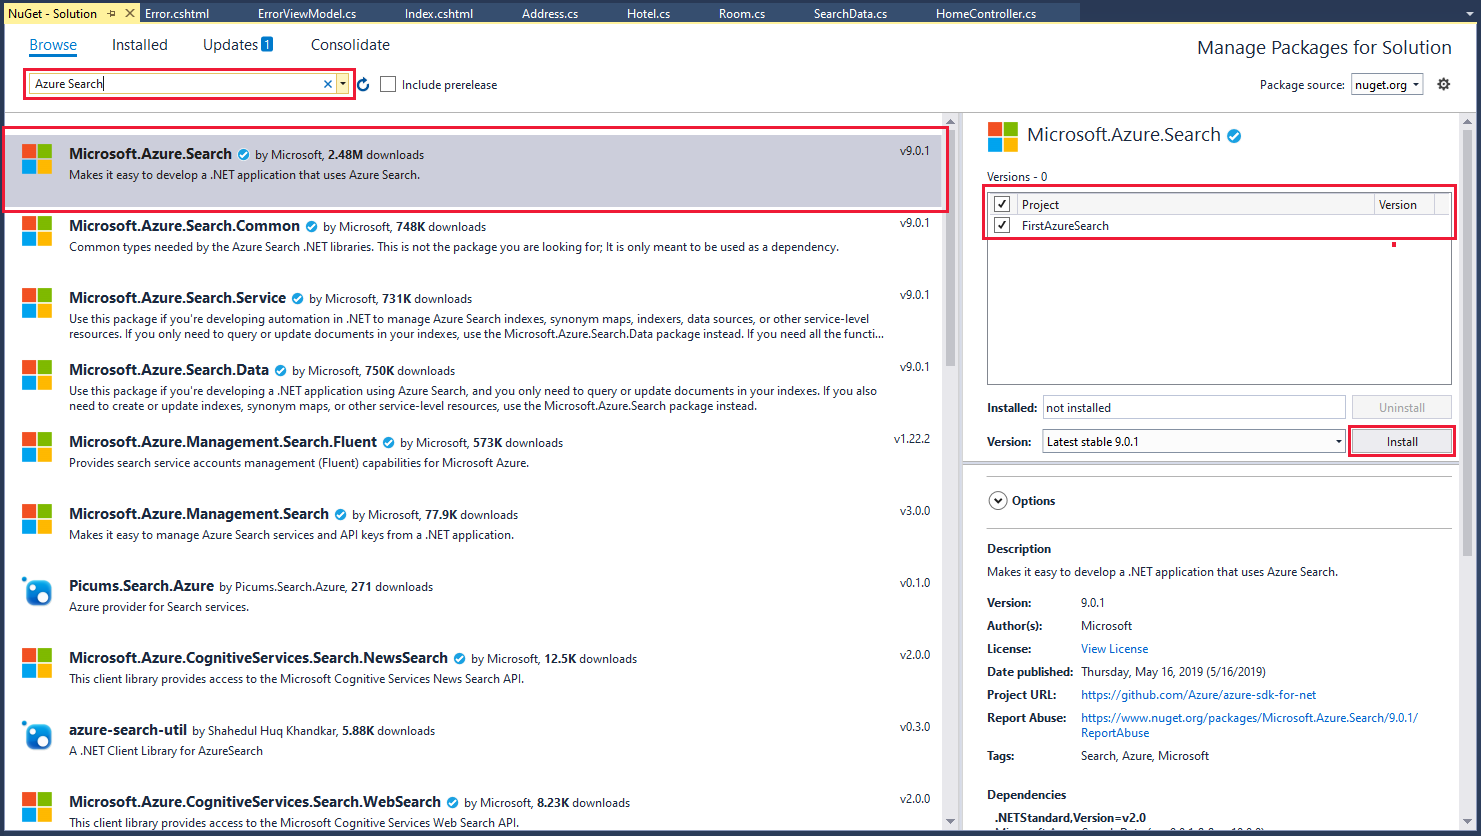 NuGet - Solution
Error.cshtml
ErrorViewModel.cs
Index.cshtml
Address.cs
Hotel.cs
Room.cs
SearchData.cs
HomeController.cs
Browse
Installed
Updates 1
Consolidate
Manage Packages for Solution
Azure Search
Include prerelease
Package source: nuget.org
Microsoft.Azure.Search by Microsoft, 2.48M downloads v9.0.1
Makes it easy to develop a .NET application that uses Azure Search.
Microsoft.Azure.Search.Common by Microsoft, 748K downloads v9.0.1
Common types needed by the Azure Search .NET libraries. This is not the package you are looking for; It is only meant to be used as a dependency.
Microsoft.Azure.Search.Service by Microsoft, 731K downloads v9.0.1
Use this package if you're developing automation in .NET to manage Azure Search indexes, synonym maps, indexers, data sources, or other service-level
resources. If you only need to query or update documents in your indexes, use the Microsoft.Azure.Search.Data package instead. If you need all the functi...
Microsoft.Azure.Search.Data by Microsoft, 750K downloads v9.0.1
Use this package if you're developing a .NET application using Azure Search, and you only need to query or update documents in your indexes. If you also
need to create or update indexes, synonym maps, or other service-level resources, use the Microsoft.Azure.Search package instead.
Microsoft.Azure.Management.Search.Fluent by Microsoft, 573K downloads v1.22.2
Provides search service accounts management (Fluent) capabilities for Microsoft Azure.
Microsoft.Azure.Management.Search by Microsoft, 77.9K downloads v3.0.0
Makes it easy to manage Azure Search services and API keys from a .NET application.
Picums.Search.Azure by Picums.Search.Azure, 271 downloads v0.1.0
Azure provider for Search services.
Microsoft.Azure.CognitiveServices.Search.NewsSearch by Microsoft, 12.5K downloads v2.0.0
This client library provides access to the Microsoft Cognitive Services News Search API.
azure-search-util by Shahedul Huq Khandkar, 5.88K downloads v0.3.0
A .NET Client Library for AzureSearch
Microsoft.Azure.CognitiveServices.Search.WebSearch by Microsoft, 8.23K downloads v2.0.0
This client library provides access to the Microsoft Cognitive Services Web Search API.
Microsoft.Azure.Search
Versions - 0
Project Version
FirstAzureSearch
Installed: not installed Uninstall
Version: Latest stable 9.0.1 Install
Options
Description
Makes it easy to develop a .NET application that uses Azure Search.
Version: 9.0.1
Author(s): Microsoft
License: View License
Date published: Thursday, May 16, 2019 (5/16/2019)
Project URL: https://github.com/Azure/azure-sdk-for-net
Report Abuse: https://www.nuget.org/packages/Microsoft.Azure.Search/9.0.1/
ReportAbuse
Tags: Search, Azure, Microsoft
Dependencies
.NETStandard,Version=v2.0